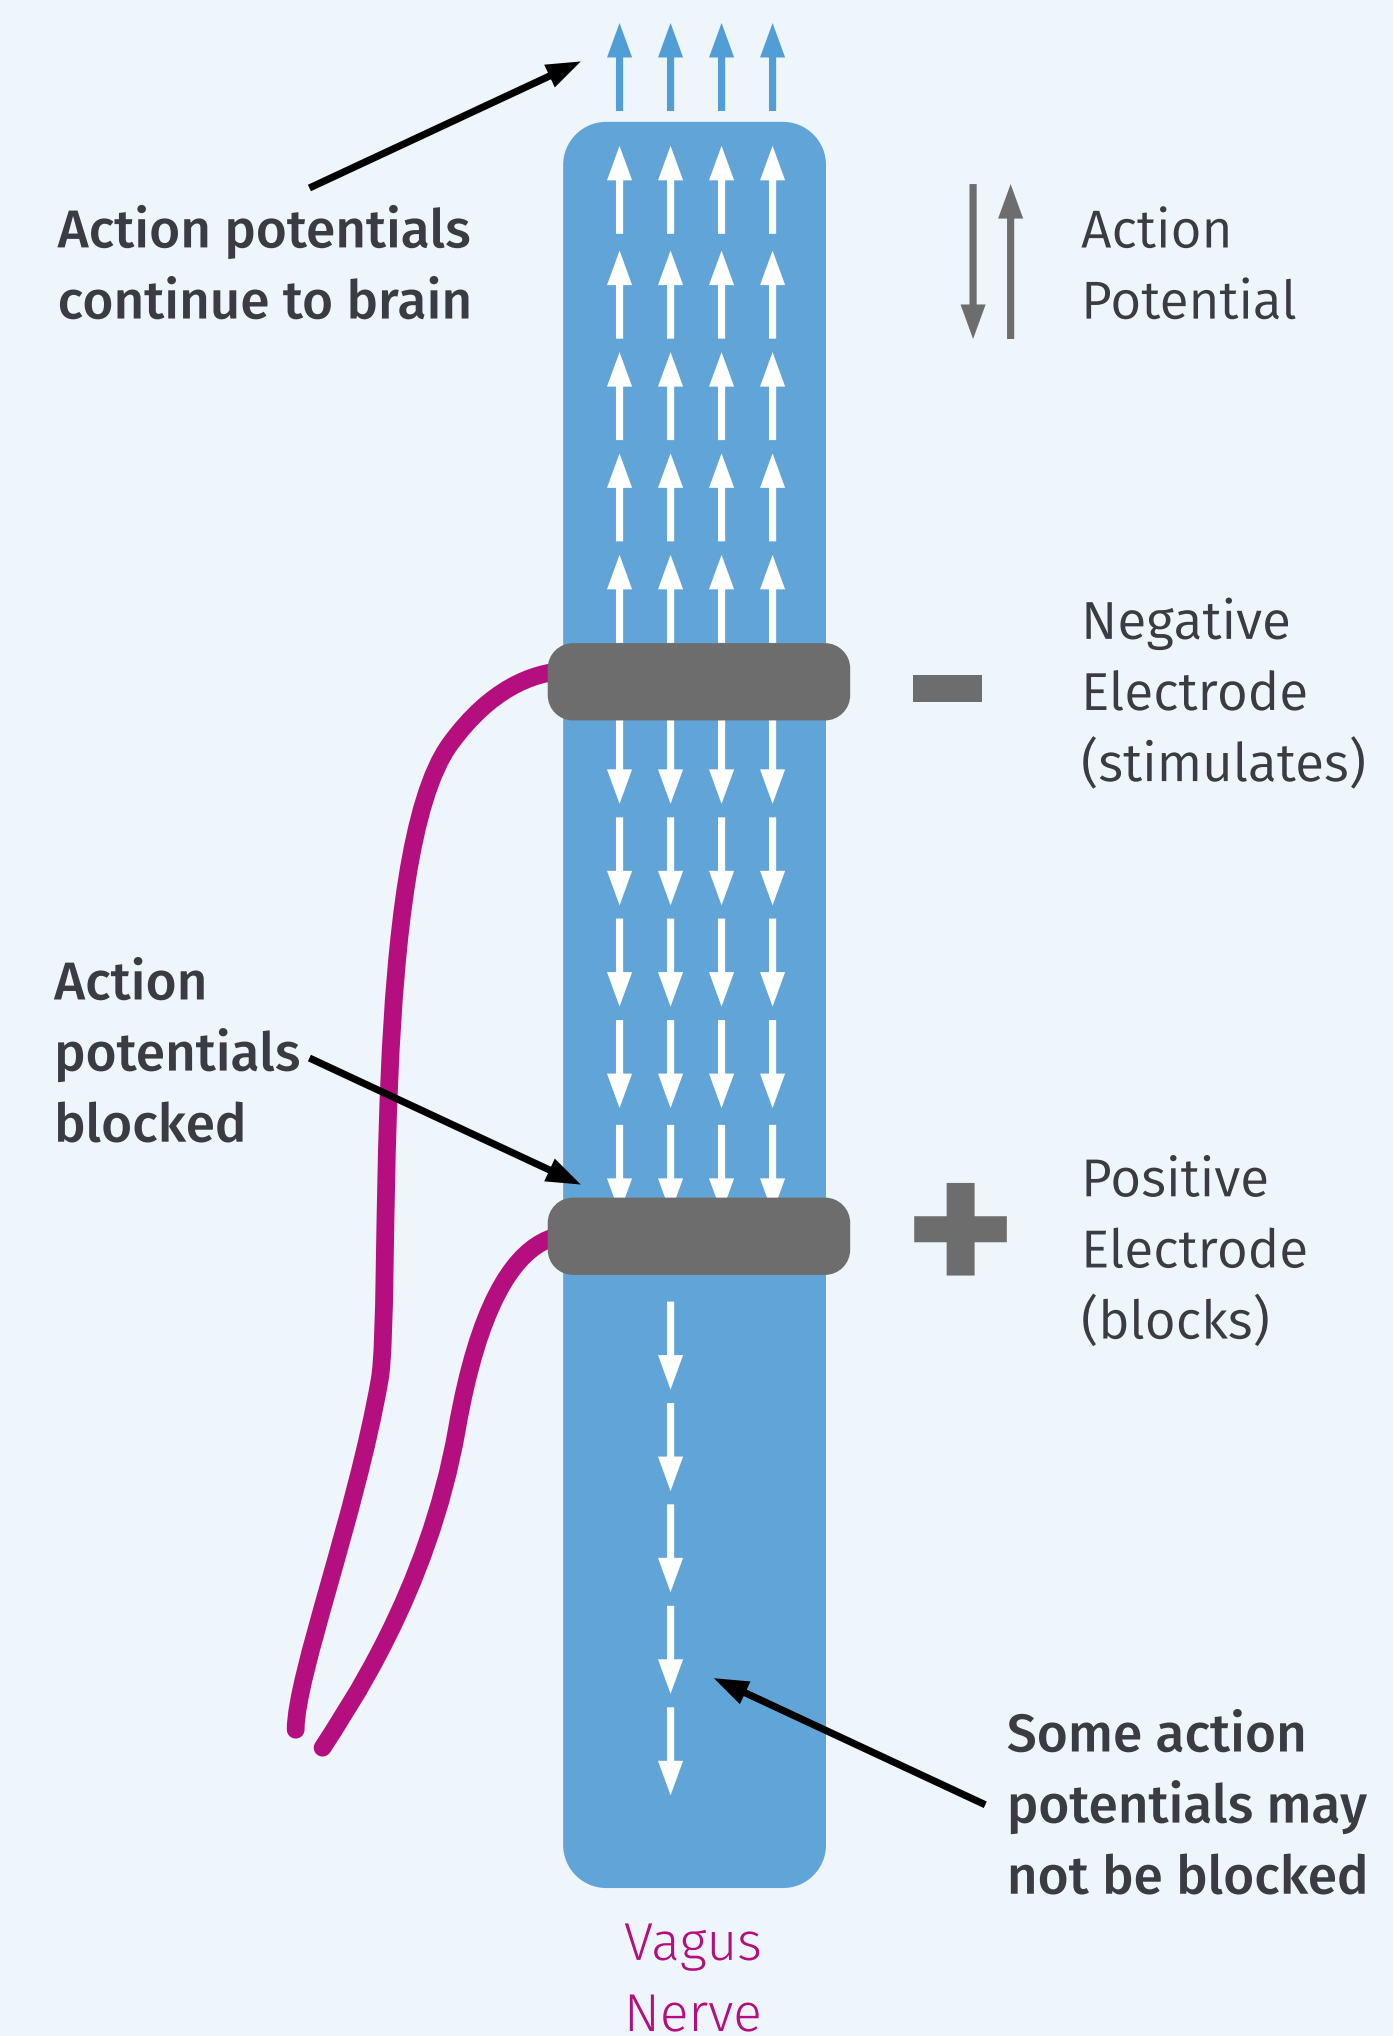 Action potentials
continue to brain
Action
Potential
Negative
Electrode
(stimulates)
Action
potentials
blocked
Positive
Electrode
(blocks)
Some action
potentials may
not be blocked
Vagus
Nerve